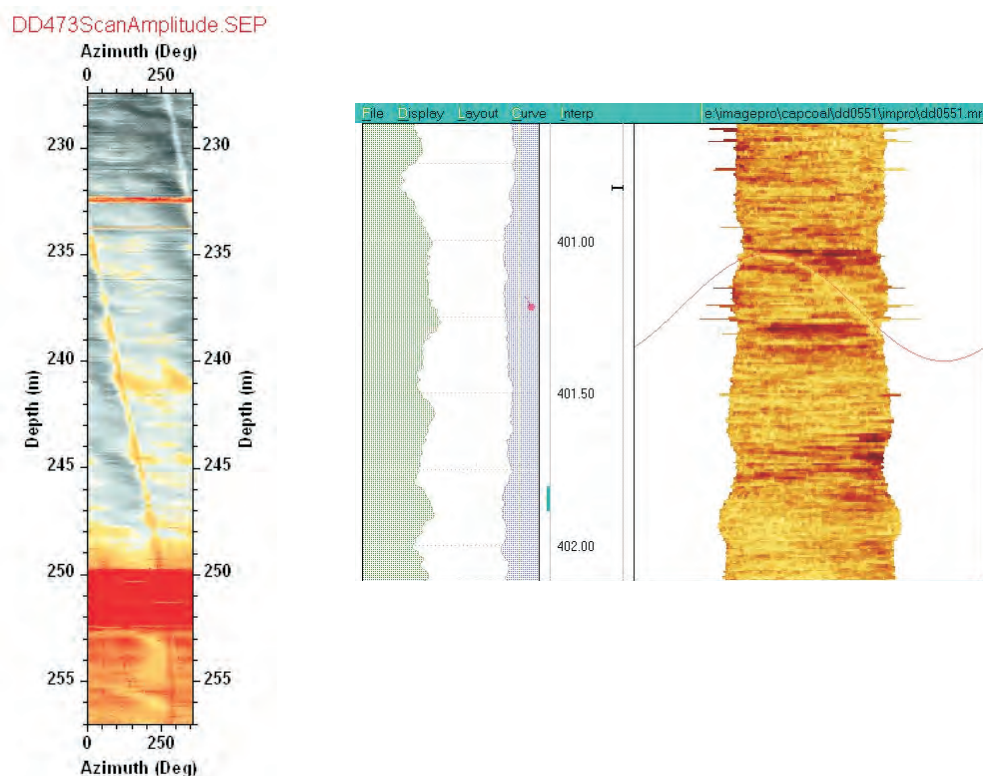 DD473ScanAmplitude.SEP
Azimuth (Deg)
0 250
230 230
235 235
240 240
Depth (m) Depth (m)
245 245
250 250
255 255
0 250
Azimuth (Deg)
File Display Layout Curve Interp e:\imagepro\capcoal\dd0551\impro\dd0551.mr
401.00
401.50
402.00